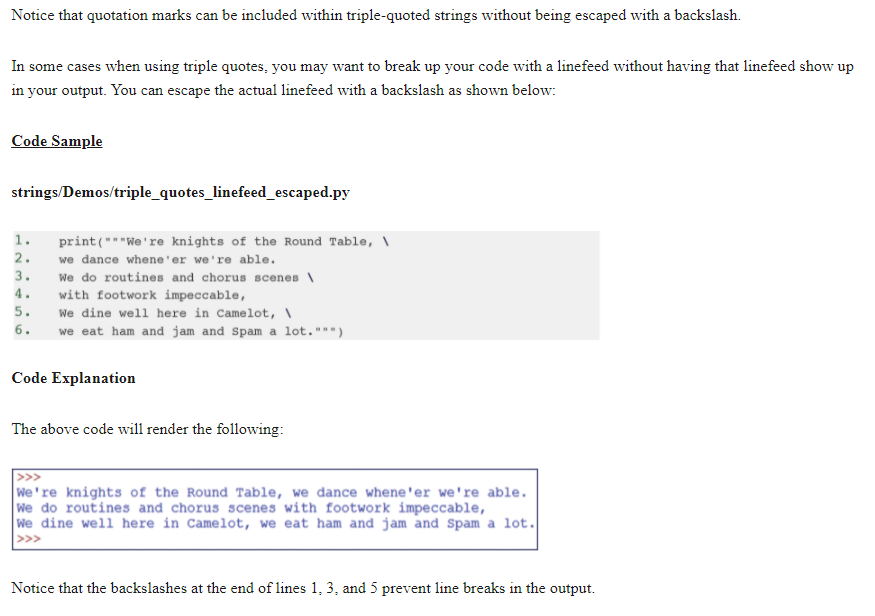 Notice that quotation marks can be included within triple-quoted strings without being escaped with a backslash.
In some cases when using triple quotes, you may want to break up your code with a linefeed without having that linefeed show up
in your output. You can escape the actual linefeed with a backslash as shown below:
Code Sample
strings/Demos/triple_quotes_linefeed_escaped.py
1. print("""We're knights of the Round Table, \
2. we dance whene'er we're able.
3. We do routines and chorus scenes \
4. with footwork impeccable,
5. We dine well here in Camelot, \
6. we eat ham and jam and Spam a lot.""")
Code Explanation
The above code will render the following:
>>>
We're knights of the Round Table, we dance whene'er we're able.
We do routines and chorus scenes with footwork impeccable,
We dine well here in Camelot, we eat ham and jam and Spam a lot.
>>>
Notice that the backslashes at the end of lines 1, 3, and 5 prevent line breaks in the output.